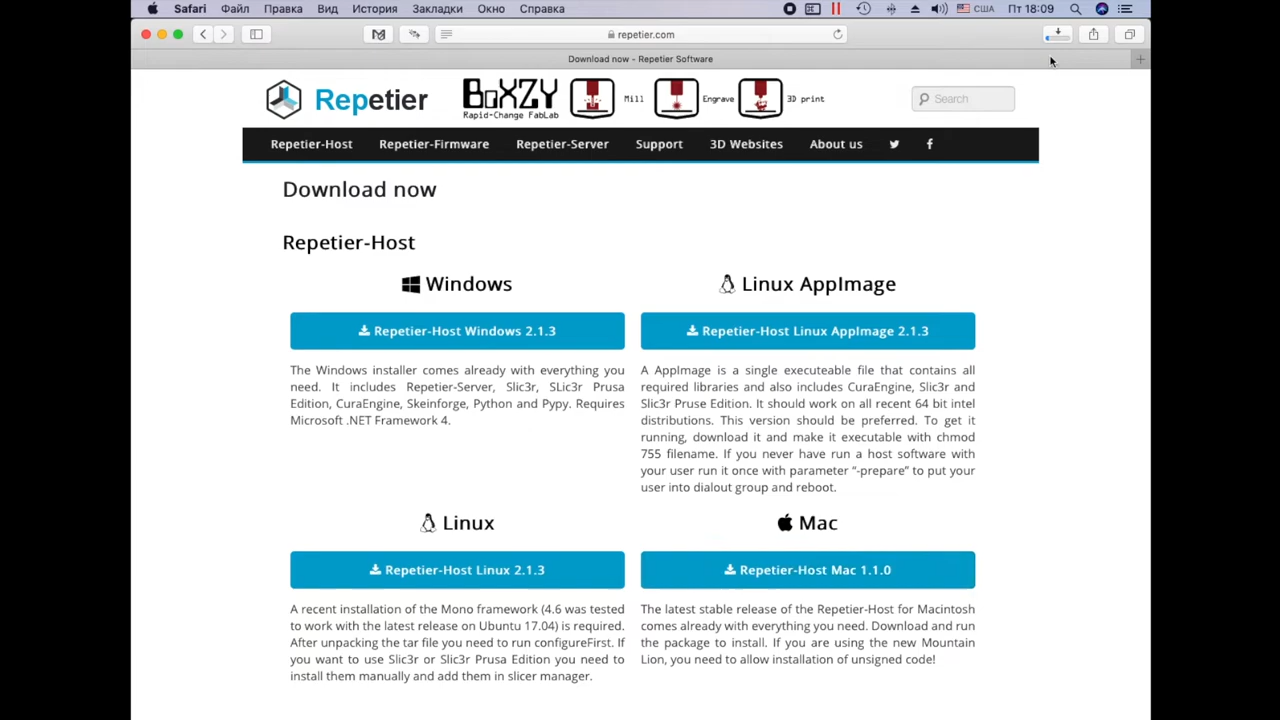 Safari Файл Правка Вид История Закладки Окно Справка США Пт 18:09
repetier.com
Download now - Repetier Software
Repetier
BoXZY
Rapid-Change FabLab
Mill Engrave 3D print
Search
Repetier-Host Repetier-Firmware Repetier-Server Support 3D Websites About us
Download now
Repetier-Host
Windows
Repetier-Host Windows 2.1.3
The Windows installer comes already with everything you
need. It includes Repetier-Server, Slic3r, SLic3r Prusa
Edition, CuraEngine, Skeinforge, Python and Pypy. Requires
Microsoft .NET Framework 4.
Linux AppImage
Repetier-Host Linux AppImage 2.1.3
A AppImage is a single executeable file that contains all
required libraries and also includes CuraEngine, Slic3r and
Slic3r Pruse Edition. It should work on all recent 64 bit intel
distributions. This version should be preferred. To get it
running, download it and make it executable with chmod
755 filename. If you never have run a host software with
your user run it once with parameter “-prepare” to put your
user into dialout group and reboot.
Linux
Repetier-Host Linux 2.1.3
A recent installation of the Mono framework (4.6 was tested
to work with the latest release on Ubuntu 17.04) is required.
After unpacking the tar file you need to run configureFirst. If
you want to use Slic3r or Slic3r Prusa Edition you need to
install them manually and add them in slicer manager.
Mac
Repetier-Host Mac 1.1.0
The latest stable release of the Repetier-Host for Macintosh
comes already with everything you need. Download and run
the package to install. If you are using the new Mountain
Lion, you need to allow installation of unsigned code!